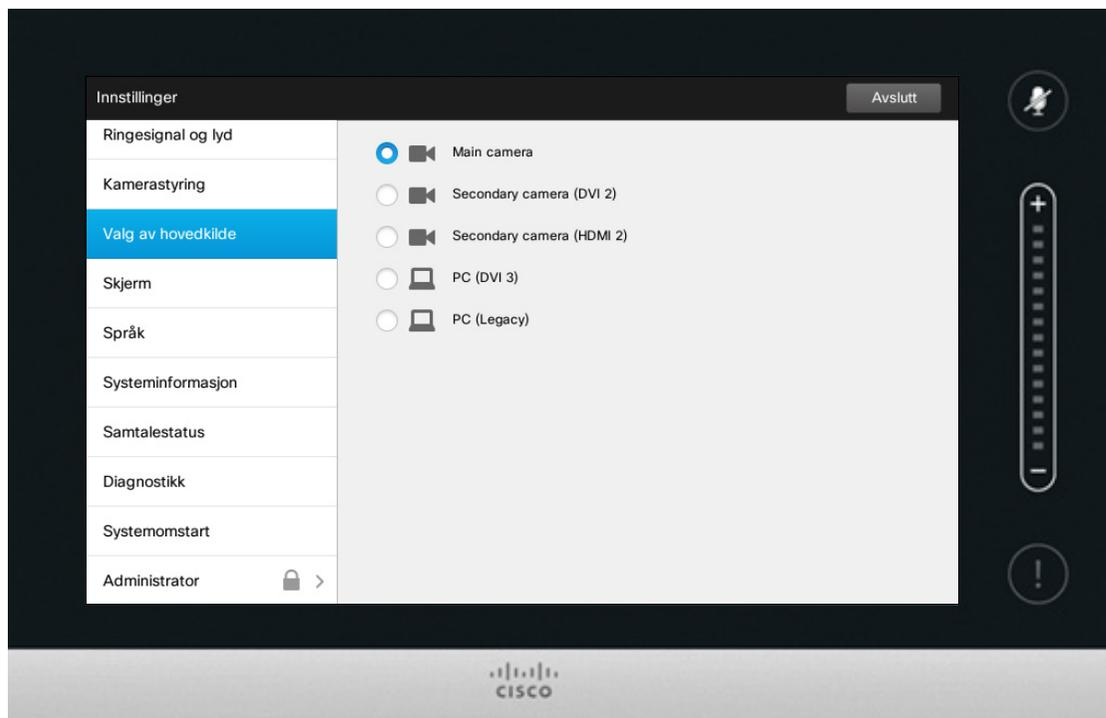 Innstillinger
Avslutt
Ringesignal og lyd
Kamerastyring
Valg av hovedkilde
Skjerm
Språk
Systeminformasjon
Samtalestatus
Diagnostikk
Systemomstart
Administrator
Main camera
Secondary camera (DVI 2)
Secondary camera (HDMI 2)
PC (DVI 3)
PC (Legacy)
+
−
!
CISCO